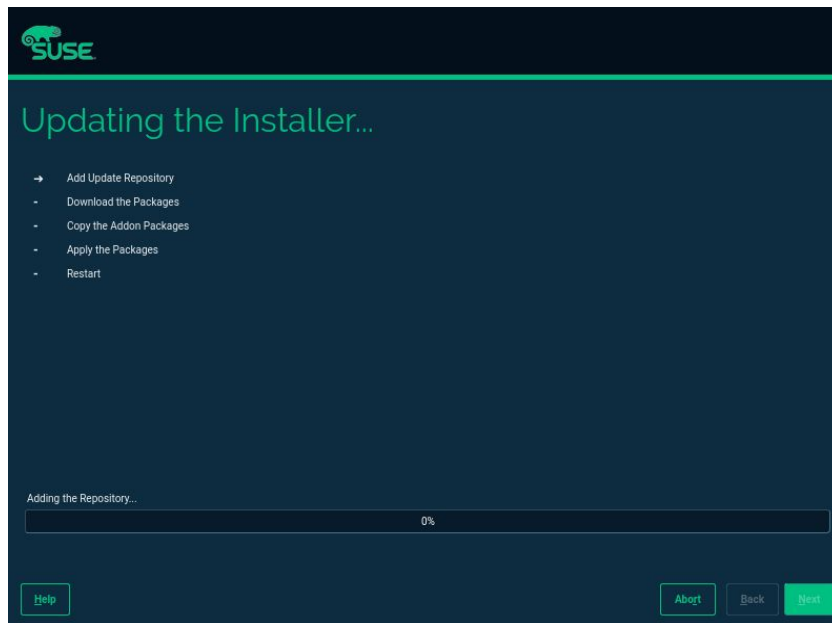 SUSE
Updating the Installer...
→ Add Update Repository
- Download the Packages
- Copy the Addon Packages
- Apply the Packages
- Restart
Adding the Repository...
0%
Help Abort Back Next